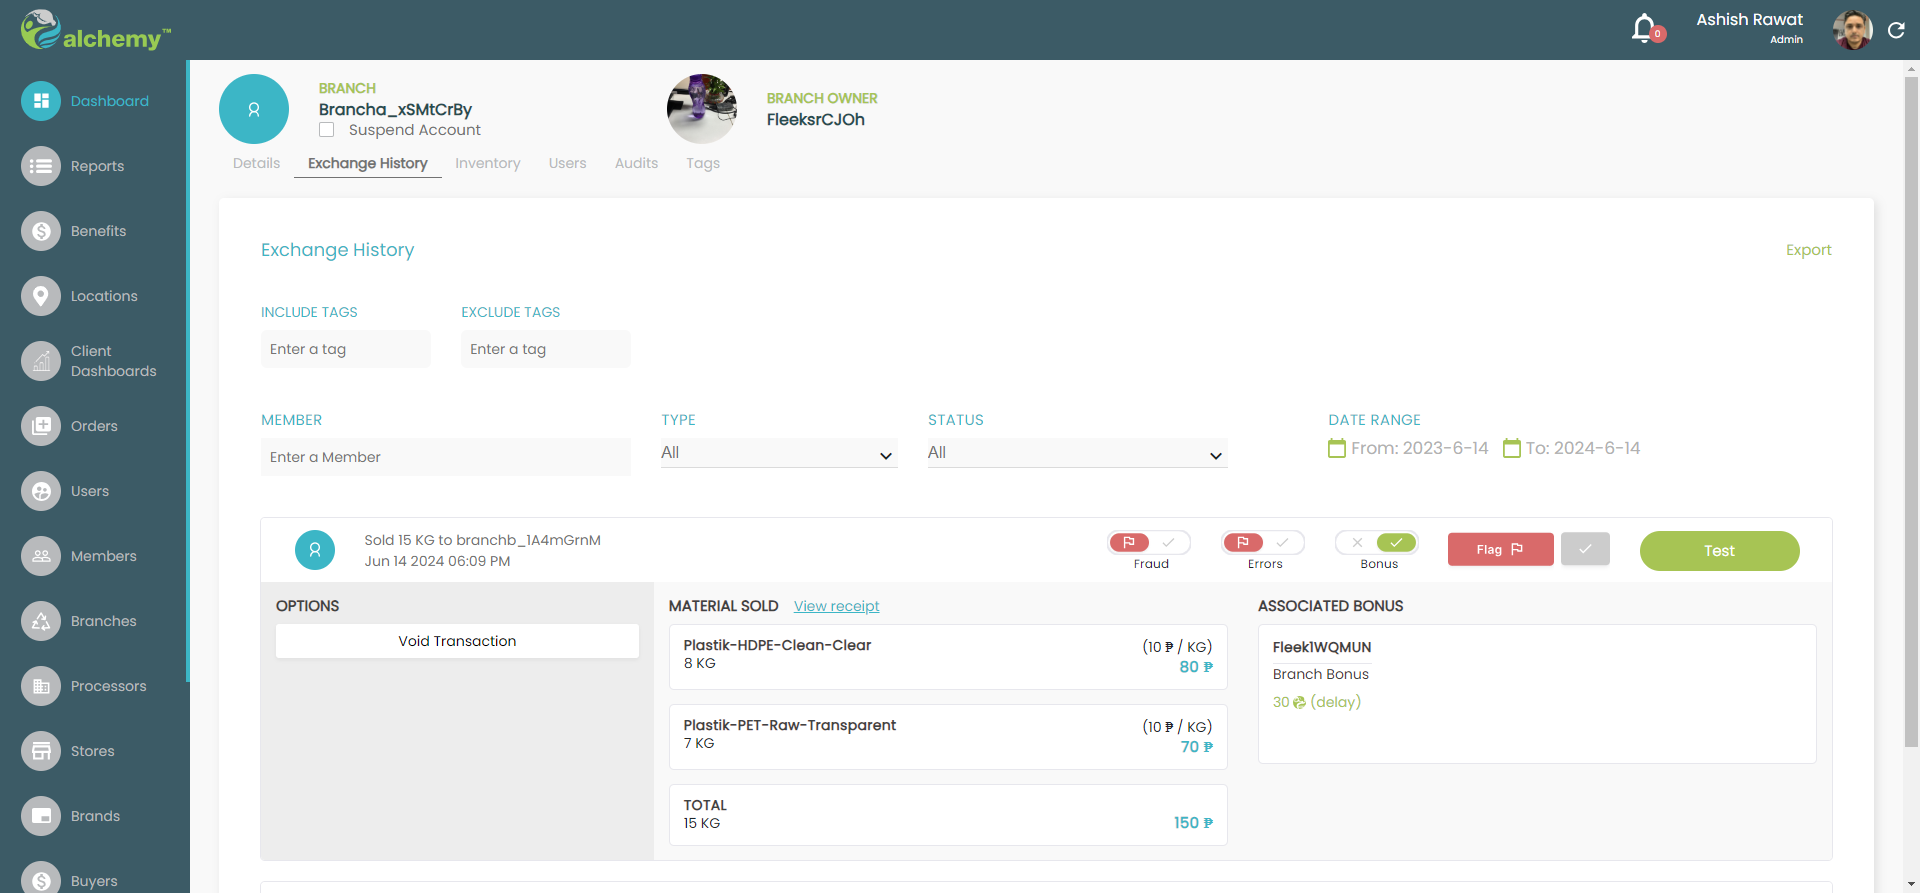 alchemy™
0
Ashish Rawat
Admin
Dashboard
Reports
Benefits
Locations
Client
Dashboards
Orders
Users
Members
Branches
Processors
Stores
Brands
Buyers
BRANCH
Brancha_xSMtCrBy
Suspend Account
BRANCH OWNER
FleeksrCJOh
Details Exchange History Inventory Users Audits Tags
Exchange History
Export
INCLUDE TAGS EXCLUDE TAGS
Enter a tag Enter a tag
MEMBER TYPE STATUS DATE RANGE
Enter a Member All All From: 2023-6-14 To: 2024-6-14
Sold 15 KG to branchb_1A4mGrnM
Jun 14 2024 06:09 PM
Fraud Errors Bonus
Flag
Test
OPTIONS
Void Transaction
MATERIAL SOLD View receipt
Plastik-HDPE-Clean-Clear (10 ₱ / KG)
8 KG 80 ₱
Plastik-PET-Raw-Transparent (10 ₱ / KG)
7 KG 70 ₱
TOTAL
15 KG 150 ₱
ASSOCIATED BONUS
Fleek1WQMUN
Branch Bonus
30 (delay)